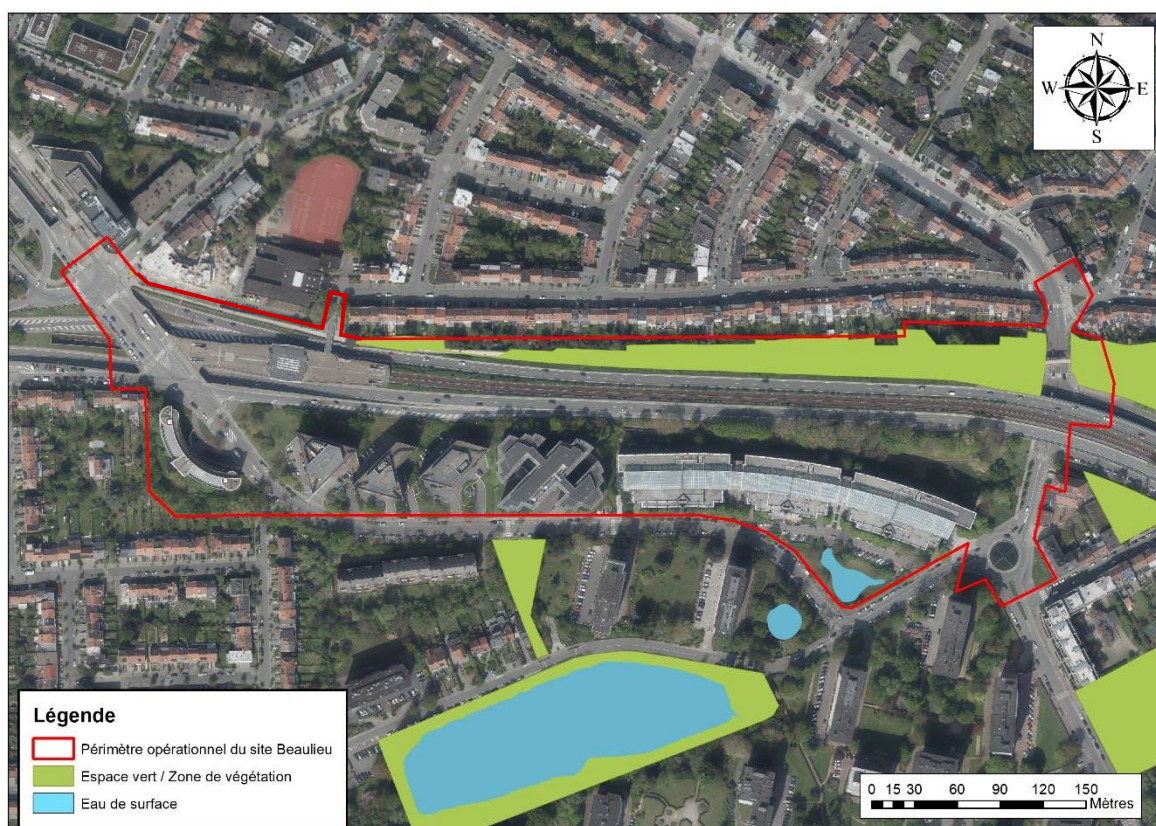 N
W E
S
Légende
Périmètre opérationnel du site Beaulieu
Espace vert / Zone de végétation
Eau de surface
0 15 30 60 90 120 150
Mètres